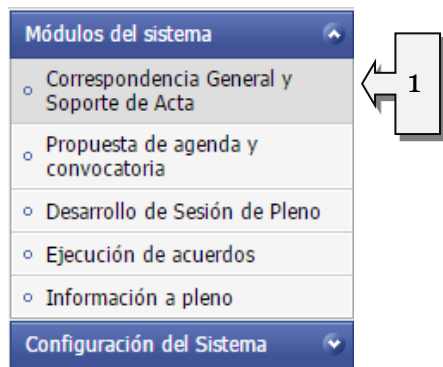 Módulos del sistema
Correspondencia General y
Soporte de Acta
1
Propuesta de agenda y
convocatoria
Desarrollo de Sesión de Pleno
Ejecución de acuerdos
Información a pleno
Configuración del Sistema